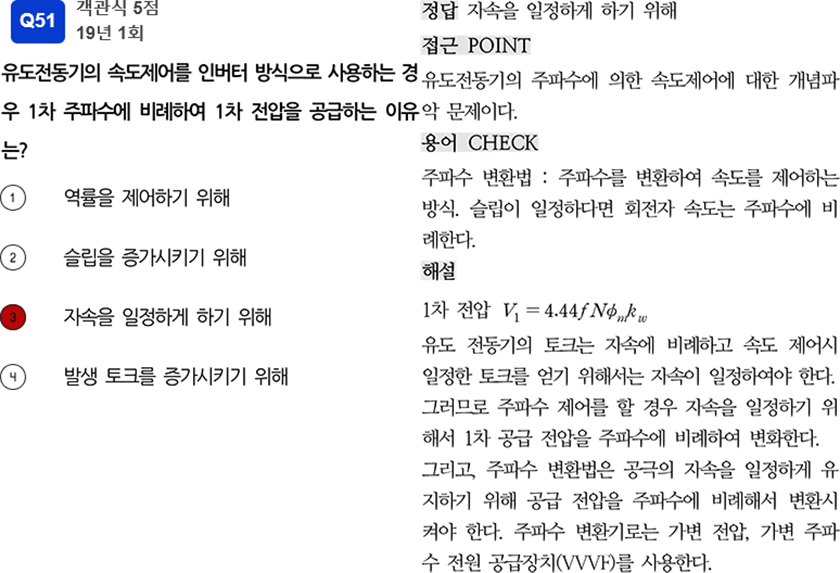 Q51
객관식 5점
19년 1회
유도전동기의 속도제어를 인버터 방식으로 사용하는 경
우 1차 주파수에 비례하여 1차 전압을 공급하는 이유
는?
1 역률을 제어하기 위해
2 슬립을 증가시키기 위해
3 자속을 일정하게 하기 위해
4 발생 토크를 증가시키기 위해
정답 자속을 일정하게 하기 위해
접근 POINT
유도전동기의 주파수에 의한 속도제어에 대한 개념파
악 문제이다.
용어 CHECK
주파수 변환법 : 주파수를 변환하여 속도를 제어하는
방식. 슬립이 일정하다면 회전자 속도는 주파수에 비
례한다.
해설
1차 전압 V₁ = 4.44fNϕₘk_w
유도 전동기의 토크는 자속에 비례하고 속도 제어시
일정한 토크를 얻기 위해서는 자속이 일정하여야 한다.
그러므로 주파수 제어를 할 경우 자속을 일정하기 위
해서 1차 공급 전압을 주파수에 비례하여 변화한다.
그리고, 주파수 변환법은 공극의 자속을 일정하게 유
지하기 위해 공급 전압을 주파수에 비례해서 변환시
켜야 한다. 주파수 변환기로는 가변 전압, 가변 주파
수 전원 공급장치(VVVF)를 사용한다.